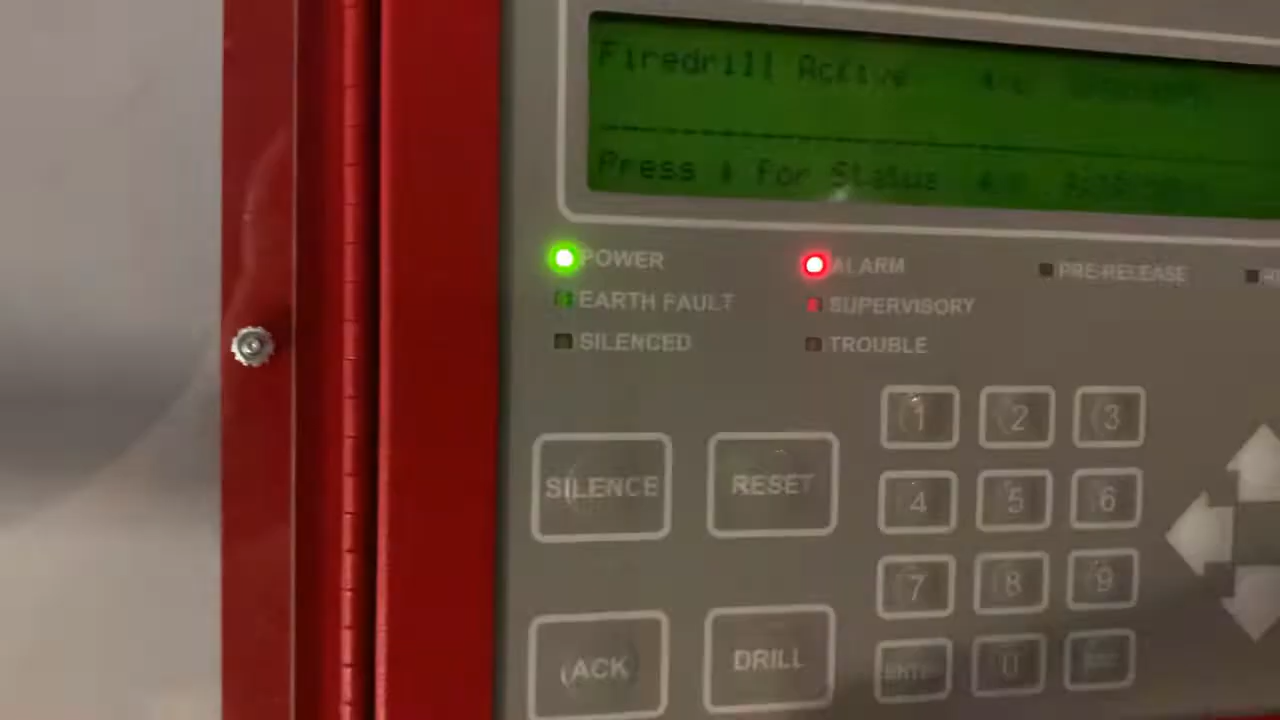 Firedrill Active
Press ↓ for Status
POWER
ALARM
PRE-RELEASE
EARTH FAULT
SUPERVISORY
SILENCED
TROUBLE
1 2 3
SILENCE
RESET
4 5 6
7 8 9
ACK
DRILL
ENTER 0